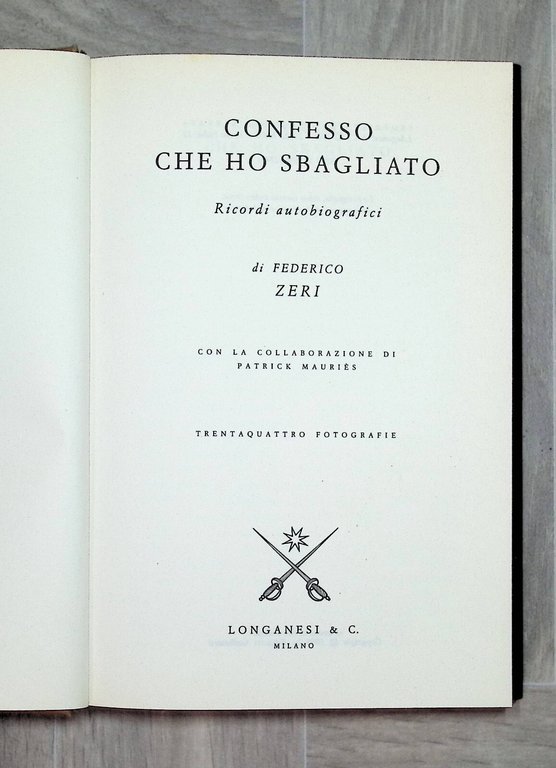 CONFESSO
CHE HO SBAGLIATO
Ricordi autobiografici
di FEDERICO
ZERI
CON LA COLLABORAZIONE DI
PATRICK MAURIÈS
TRENTAQUATTRO FOTOGRAFIE
LONGANESI & C.
MILANO